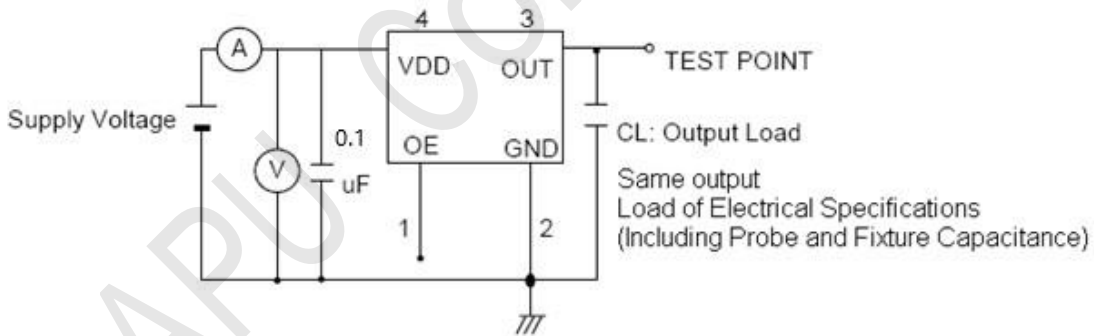 4 3
A
VDD OUT
TEST POINT
Supply Voltage
0.1
uF
V
OE GND
CL: Output Load
Same output
Load of Electrical Specifications
(Including Probe and Fixture Capacitance)
1 2